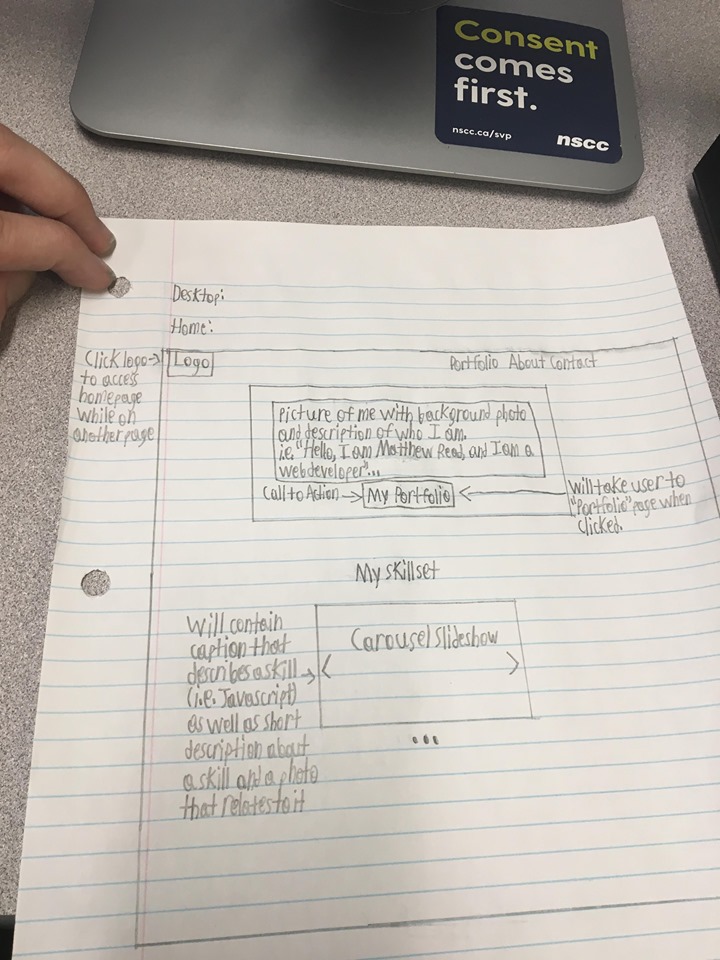 Consent
comes
first.
nscc.ca/svp
nscc
Desktop:
Home:
Click logo→
to access
homepage
while on
another page
Logo
Portfolio About Contact
Picture of me with background photo
and description of who I am.
i.e. "Hello, I am Matthew Read, and I am a
web developer"...
Call to Action → My Portfolio ←
Will take user to
"Portfolio" page when
clicked.
My skillset
Will contain
caption that
describes a skill →
(i.e. Javascript)
as well as short
description about
a skill and a photo
that relates to it
Carousel slideshow
< >
...